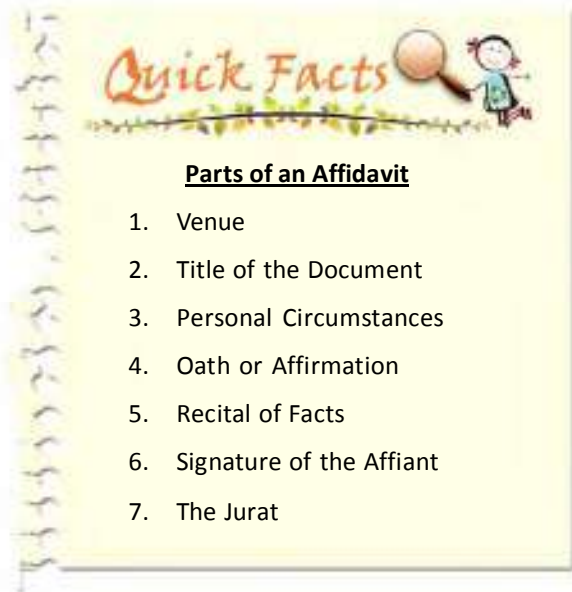 Quick Facts
Parts of an Affidavit
1. Venue
2. Title of the Document
3. Personal Circumstances
4. Oath or Affirmation
5. Recital of Facts
6. Signature of the Affiant
7. The Jurat